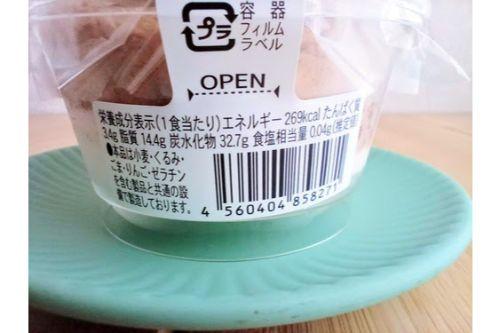 プラ
容器
フィルム
ラベル
OPEN
栄養成分表示(1食当たり)エネルギー269kcal たんぱく質
3.4g 脂質 14.4g 炭水化物 32.7g 食塩相当量 0.04g(推定値)
●本品は小麦・くるみ・
ごま・りんご・ゼラチン
を含む製品と共通の設
備で製造しております。
4 560404 858271